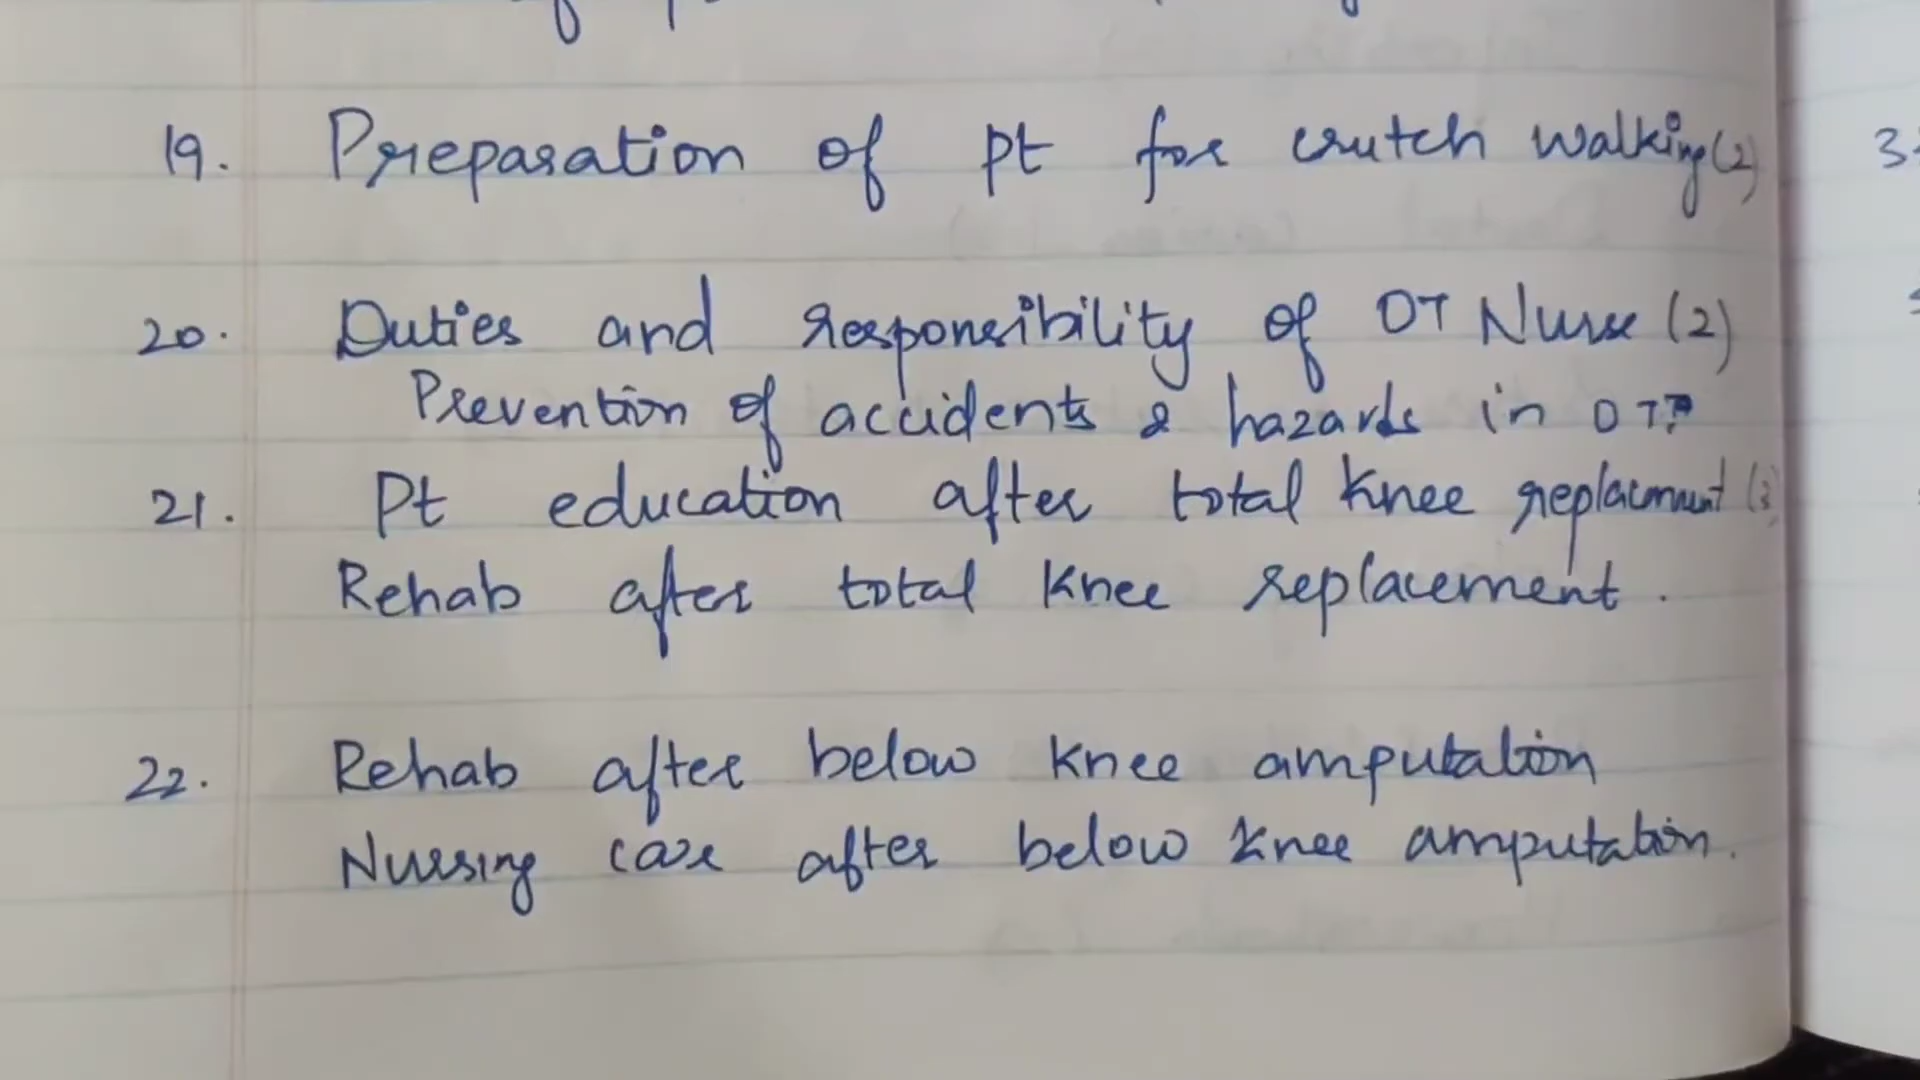 19. Preparation of pt for crutch walking (2)
20. Duties and responsibility of OT Nurse (2)
Prevention of accidents & hazards in OT?
21. Pt education after total knee replacement (3)
Rehab after total knee replacement.
22. Rehab after below knee amputation
Nursing care after below knee amputation.
3